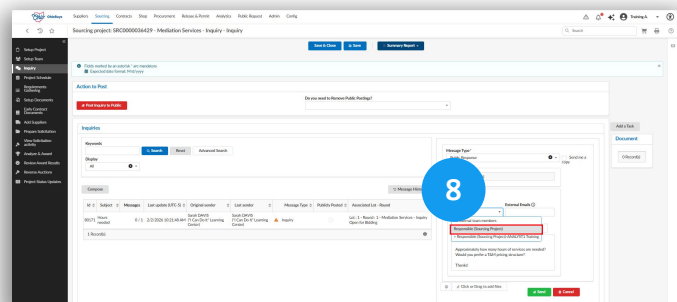 OhioBuys
Suppliers Sourcing Contracts Shop Procurement Release & Permit Analytics Public Request Admin Config
Training A
Sourcing project: SRC0000036429 - Mediation Services - Inquiry - Inquiry
Search
Save & Close Save - Summary Report -
Setup Project
Setup Team
Inquiry
Project Schedule
Requirements Gathering
Setup Documents
Early Contract Documents
Add Suppliers
Prepare Solicitation
View Solicitation activity
Analyze & Award
Review Award Results
Reverse Auctions
Project Status Updates
Fields marked by an asterisk * are mandatory
Expected date format: M/d/yyyy
Action to Post
Post Inquiry to Public
Do you need to Remove Public Postings?
Inquiries
Keywords
Search Reset Advanced Search
Display
All
Compose
Message History
Id Subject Messages Last update (UTC-5) Original sender Last sender Message Type Publicly Posted Associated Lot - Round
Hours needed 0 / 1 2/2/2026 10:21:48 AM Sarah DAVIS ("I Can Do It" Learning Center) Sarah DAVIS ("I Can Do It" Learning Center) Inquiry Lot - 1 - Round : 1 - Mediation Services - Inquiry Open for Bidding
1 Record(s)
Message Type*
Public Response
Send me a copy
8
External Emails
Responsible (Sourcing Project)
Approximately how many hours of services are needed?
Would you prefer a T&M pricing structure?
Thanks!
Click or Drag to add files
Send Cancel
Add a Task
Document
0 Record(s)